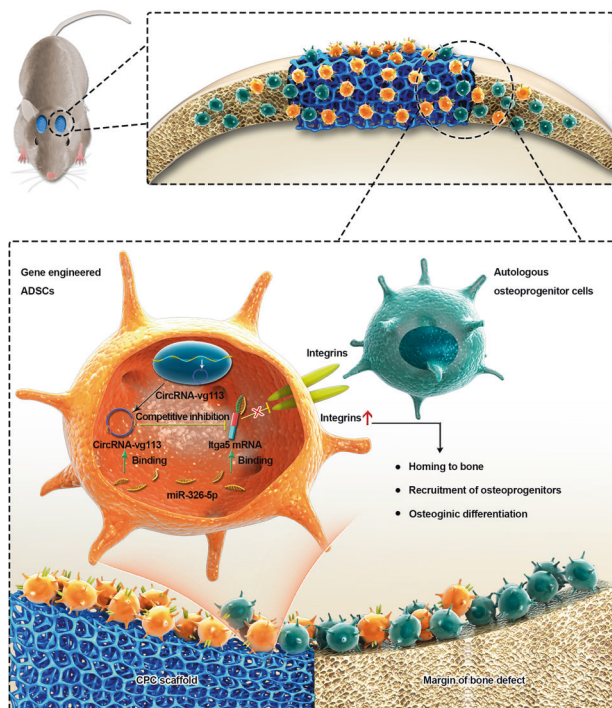 Gene engineered
ADSCs
Autologous
osteoprogenitor cells
Integrins
CircRNA-vg113
Competitive inhibition
Integrins
CircRNA-vg113
Itga5 mRNA
Binding
Binding
miR-326-5p
● Homing to bone
● Recruitment of osteoprogenitors
● Osteoginic differentiation
CPC scaffold
Margin of bone defect